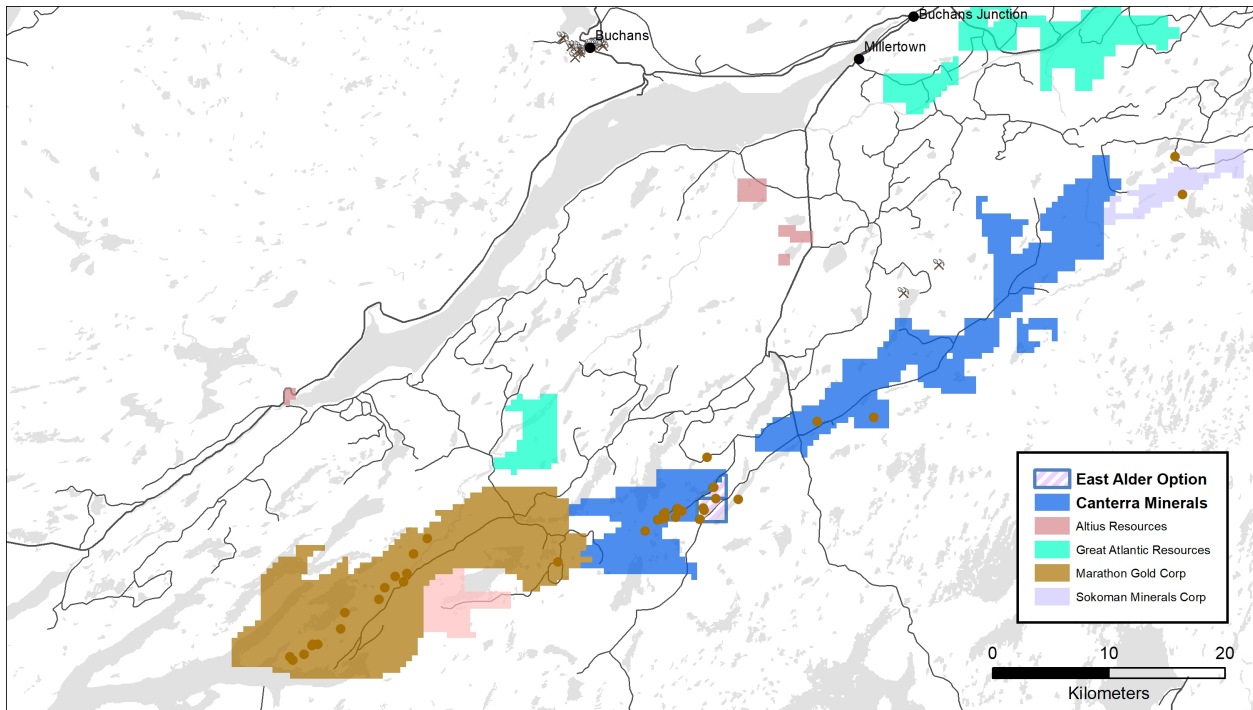 Buchans Junction
Buchans
Millertown
East Alder Option
Canterra Minerals
Altius Resources
Great Atlantic Resources
Marathon Gold Corp
Sokoman Minerals Corp
0 10 20
Kilometers